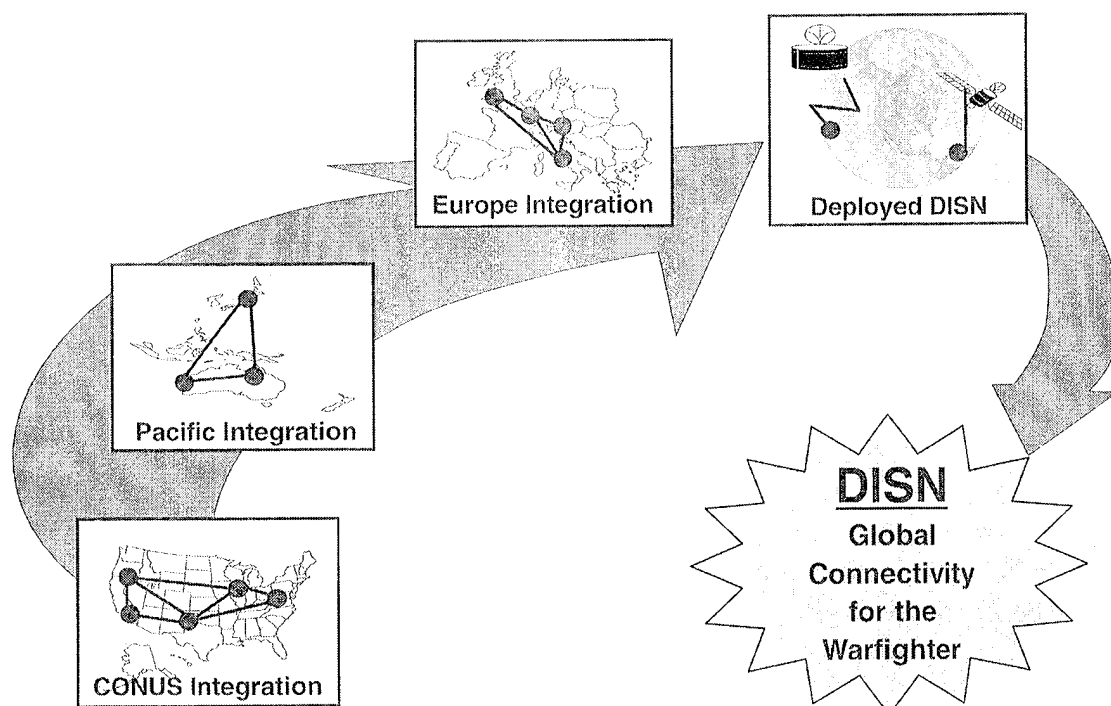 Europe Integration
Deployed DISN
Pacific Integration
CONUS Integration
DISN
Global
Connectivity
for the
Warfighter